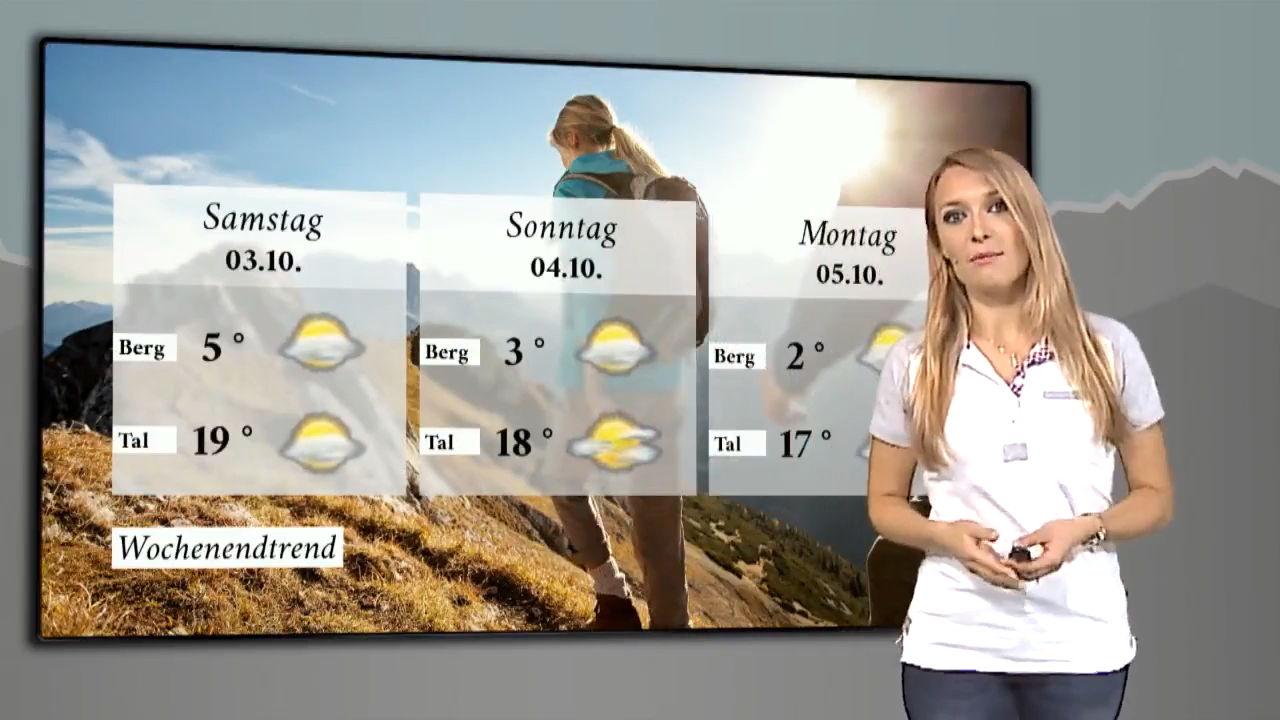 Samstag
03.10.
Berg 5 °
Tal 19 °
Sonntag
04.10.
Berg 3 °
Tal 18 °
Montag
05.10.
Berg 2 °
Tal 17 °
Wochenendtrend